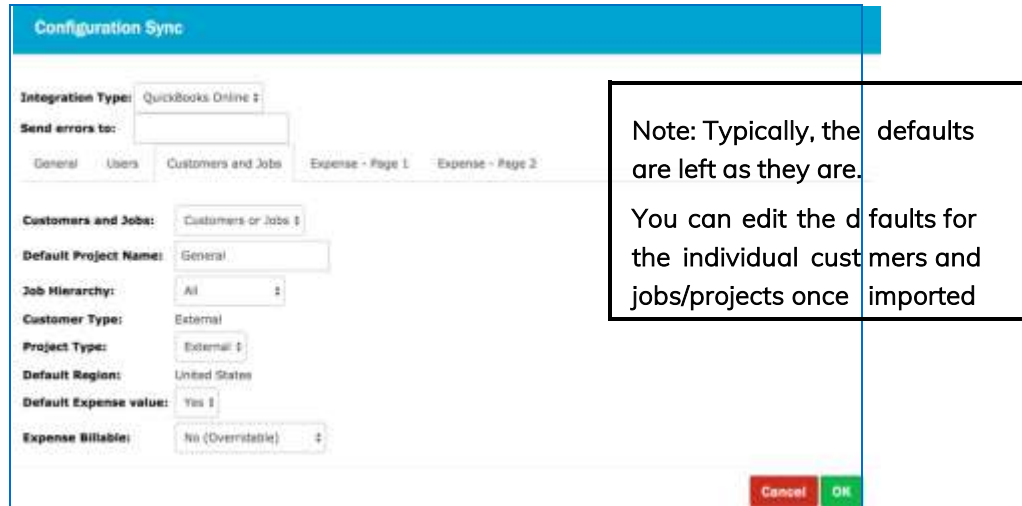 Configuration Sync
Integration Type: QuickBooks Online
Send errors to:
General Users Customers and Jobs Expense - Page 1 Expense - Page 2
Customers and Jobs: Customers or Jobs
Default Project Name: General
Job Hierarchy: All
Customer Type: External
Project Type: External
Default Region: United States
Default Expense value: Yes
Expense Billable: No (Overridable)
Cancel OK
Note: Typically, the defaults
are left as they are.
You can edit the d faults for
the individual cust mers and
jobs/projects once imported